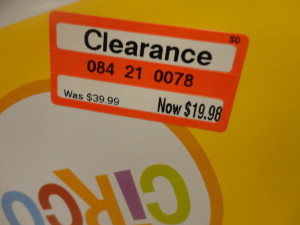 50
Clearance
084 21 0078
Was $39.99 Now $19.98
CIRCO